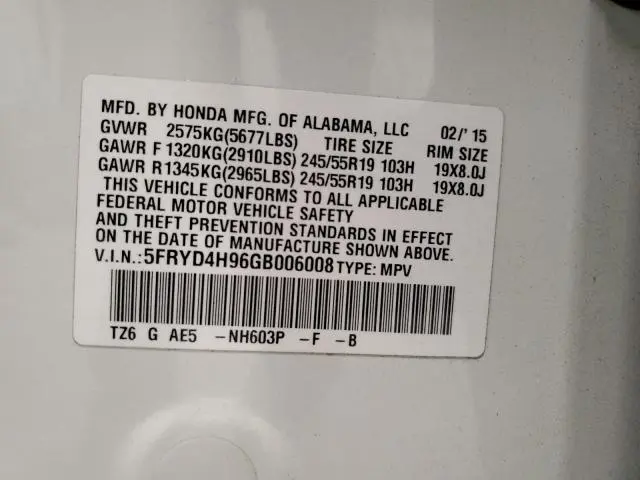 MFD. BY HONDA MFG. OF ALABAMA, LLC 02/'15
GVWR 2575KG(5677LBS) TIRE SIZE RIM SIZE
GAWR F 1320KG(2910LBS) 245/55R19 103H 19X8.0J
GAWR R 1345KG(2965LBS) 245/55R19 103H 19X8.0J
THIS VEHICLE CONFORMS TO ALL APPLICABLE
FEDERAL MOTOR VEHICLE SAFETY
AND THEFT PREVENTION STANDARDS IN EFFECT
ON THE DATE OF MANUFACTURE SHOWN ABOVE.
V.I.N.:5FRYD4H96GB006008 TYPE: MPV
TZ6 G AE5 -NH603P -F -B